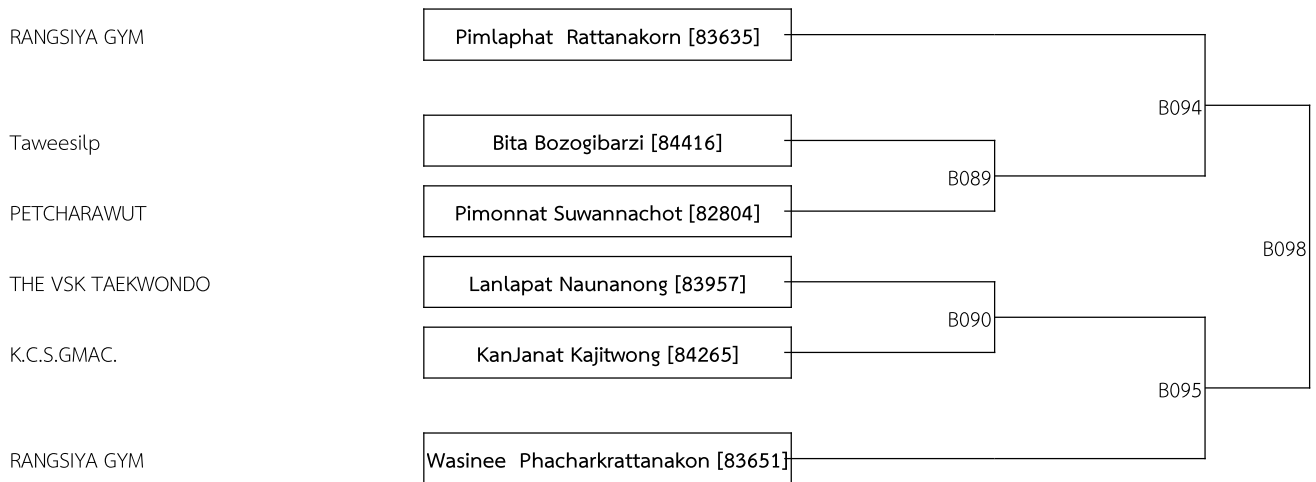 RANGSIYA GYM
Pimlaphat  Rattanakorn [83635]
B094
Taweesilp
Bita Bozogibarzi [84416]
B089
PETCHARAWUT
Pimonnat Suwannachot [82804]
B098
THE VSK TAEKWONDO
Lanlapat Naunanong [83957]
B090
K.C.S.GMAC.
KanJanat Kajitwong [84265]
B095
RANGSIYA GYM
Wasinee  Phacharkrattanakon [83651]